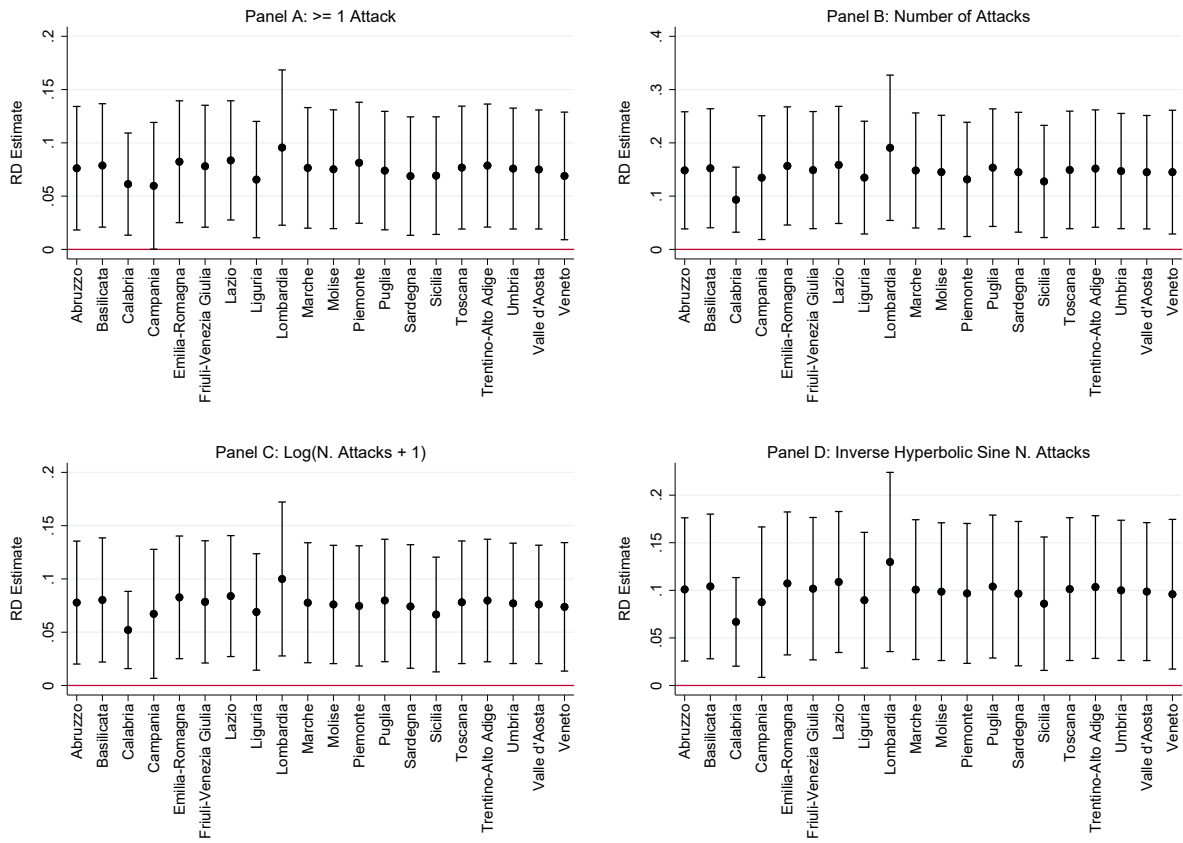 Panel A: >= 1 Attack
RD Estimate
.2
.15
.1
.05
0
Abruzzo
Basilicata
Calabria
Campania
Emilia-Romagna
Friuli-Venezia Giulia
Lazio
Liguria
Lombardia
Marche
Molise
Piemonte
Puglia
Sardegna
Sicilia
Toscana
Trentino-Alto Adige
Umbria
Valle d'Aosta
Veneto
Panel B: Number of Attacks
RD Estimate
.4
.3
.2
.1
0
Abruzzo
Basilicata
Calabria
Campania
Emilia-Romagna
Friuli-Venezia Giulia
Lazio
Liguria
Lombardia
Marche
Molise
Piemonte
Puglia
Sardegna
Sicilia
Toscana
Trentino-Alto Adige
Umbria
Valle d'Aosta
Veneto
Panel C: Log(N. Attacks + 1)
RD Estimate
.2
.15
.1
.05
0
Abruzzo
Basilicata
Calabria
Campania
Emilia-Romagna
Friuli-Venezia Giulia
Lazio
Liguria
Lombardia
Marche
Molise
Piemonte
Puglia
Sardegna
Sicilia
Toscana
Trentino-Alto Adige
Umbria
Valle d'Aosta
Veneto
Panel D: Inverse Hyperbolic Sine N. Attacks
RD Estimate
.2
.15
.1
.05
0
Abruzzo
Basilicata
Calabria
Campania
Emilia-Romagna
Friuli-Venezia Giulia
Lazio
Liguria
Lombardia
Marche
Molise
Piemonte
Puglia
Sardegna
Sicilia
Toscana
Trentino-Alto Adige
Umbria
Valle d'Aosta
Veneto